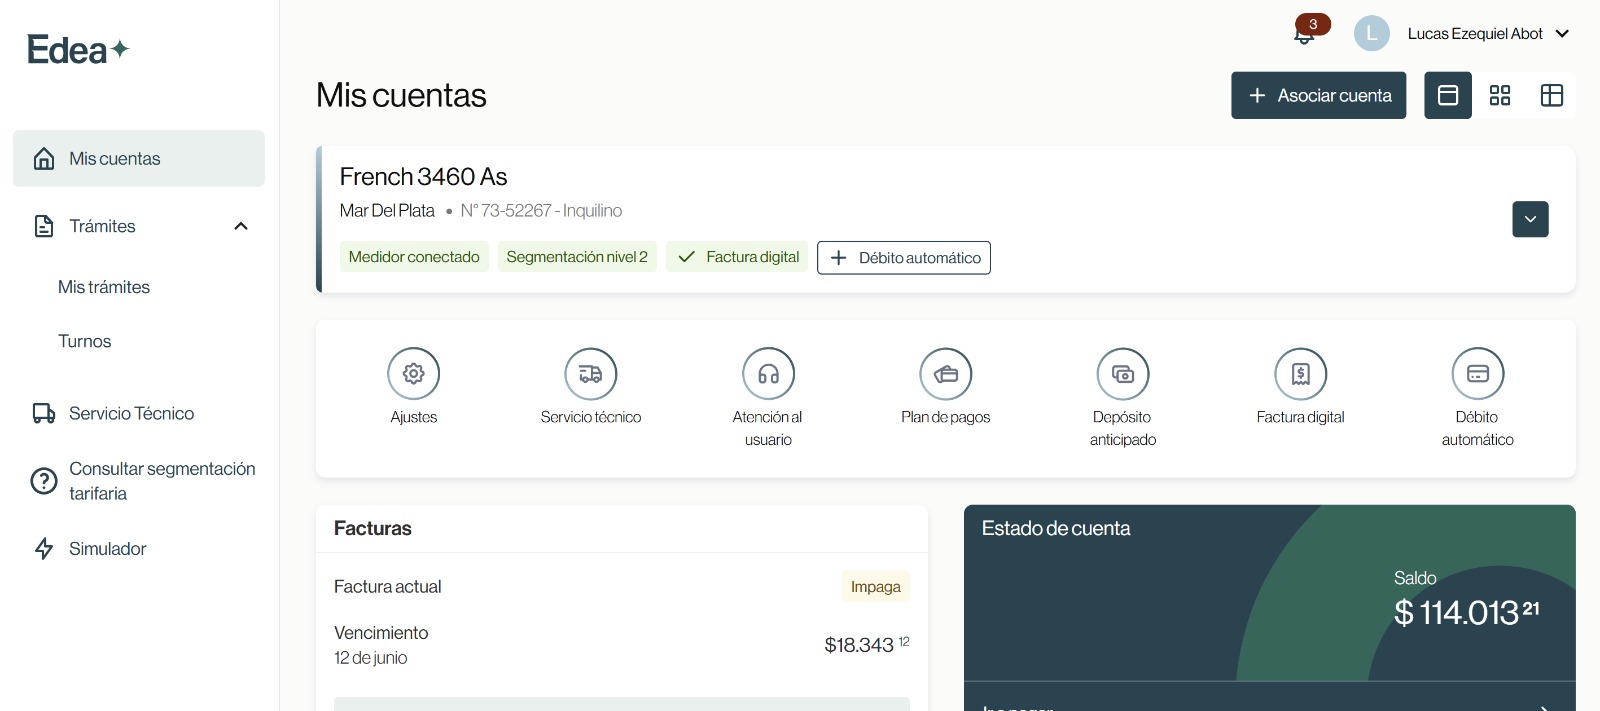 Edea
3
L
Lucas Ezequiel Abot
Mis cuentas
Asociar cuenta
Mis cuentas
Trámites
Mis trámites
Turnos
Servicio Técnico
Consultar segmentación
tarifaria
Simulador
French 3460 As
Mar Del Plata • N° 73-52267 - Inquilino
Medidor conectado
Segmentación nivel 2
Factura digital
Débito automático
Ajustes
Servicio técnico
Atención al
usuario
Plan de pagos
Depósito
anticipado
Factura digital
Débito
automático
Facturas
Factura actual
Impaga
Vencimiento
12 de junio
$18.343 12
Estado de cuenta
Saldo
$ 114.013 21